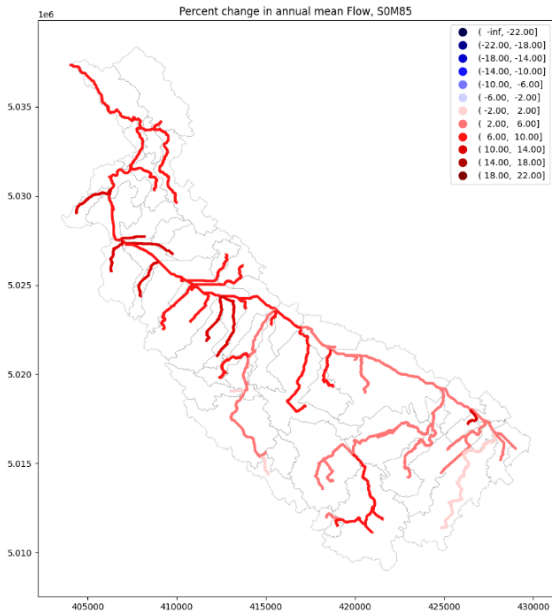 Percent change in annual mean Flow, S0M85
1e6
( -inf, -22.00]
(-22.00, -18.00]
(-18.00, -14.00]
(-14.00, -10.00]
(-10.00, -6.00]
( -6.00, -2.00]
( -2.00, 2.00]
( 2.00, 6.00]
( 6.00, 10.00]
( 10.00, 14.00]
( 14.00, 18.00]
( 18.00, 22.00]
5.035
5.030
5.025
5.020
5.015
5.010
405000 410000 415000 420000 425000 430000